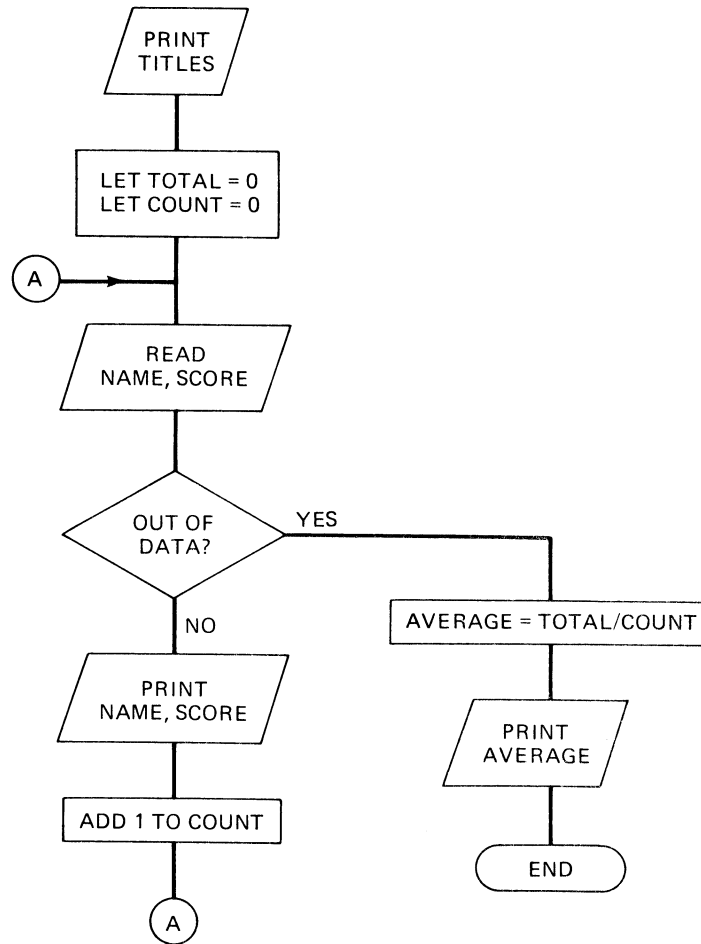 PRINT
TITLES
LET TOTAL = 0
LET COUNT = 0
A
READ
NAME, SCORE
OUT OF
DATA?
YES
NO
AVERAGE = TOTAL/COUNT
PRINT
NAME, SCORE
PRINT
AVERAGE
ADD 1 TO COUNT
END
A